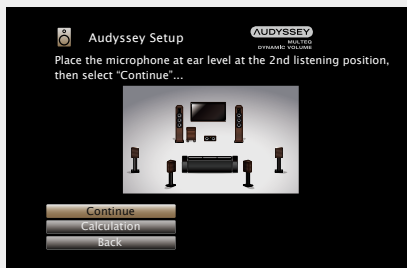 Audyssey Setup
AUDYSSEY
MULTEQ
DYNAMIC VOLUME
Place the microphone at ear level at the 2nd listening position,
then select “Continue”...
Continue
Calculation
Back